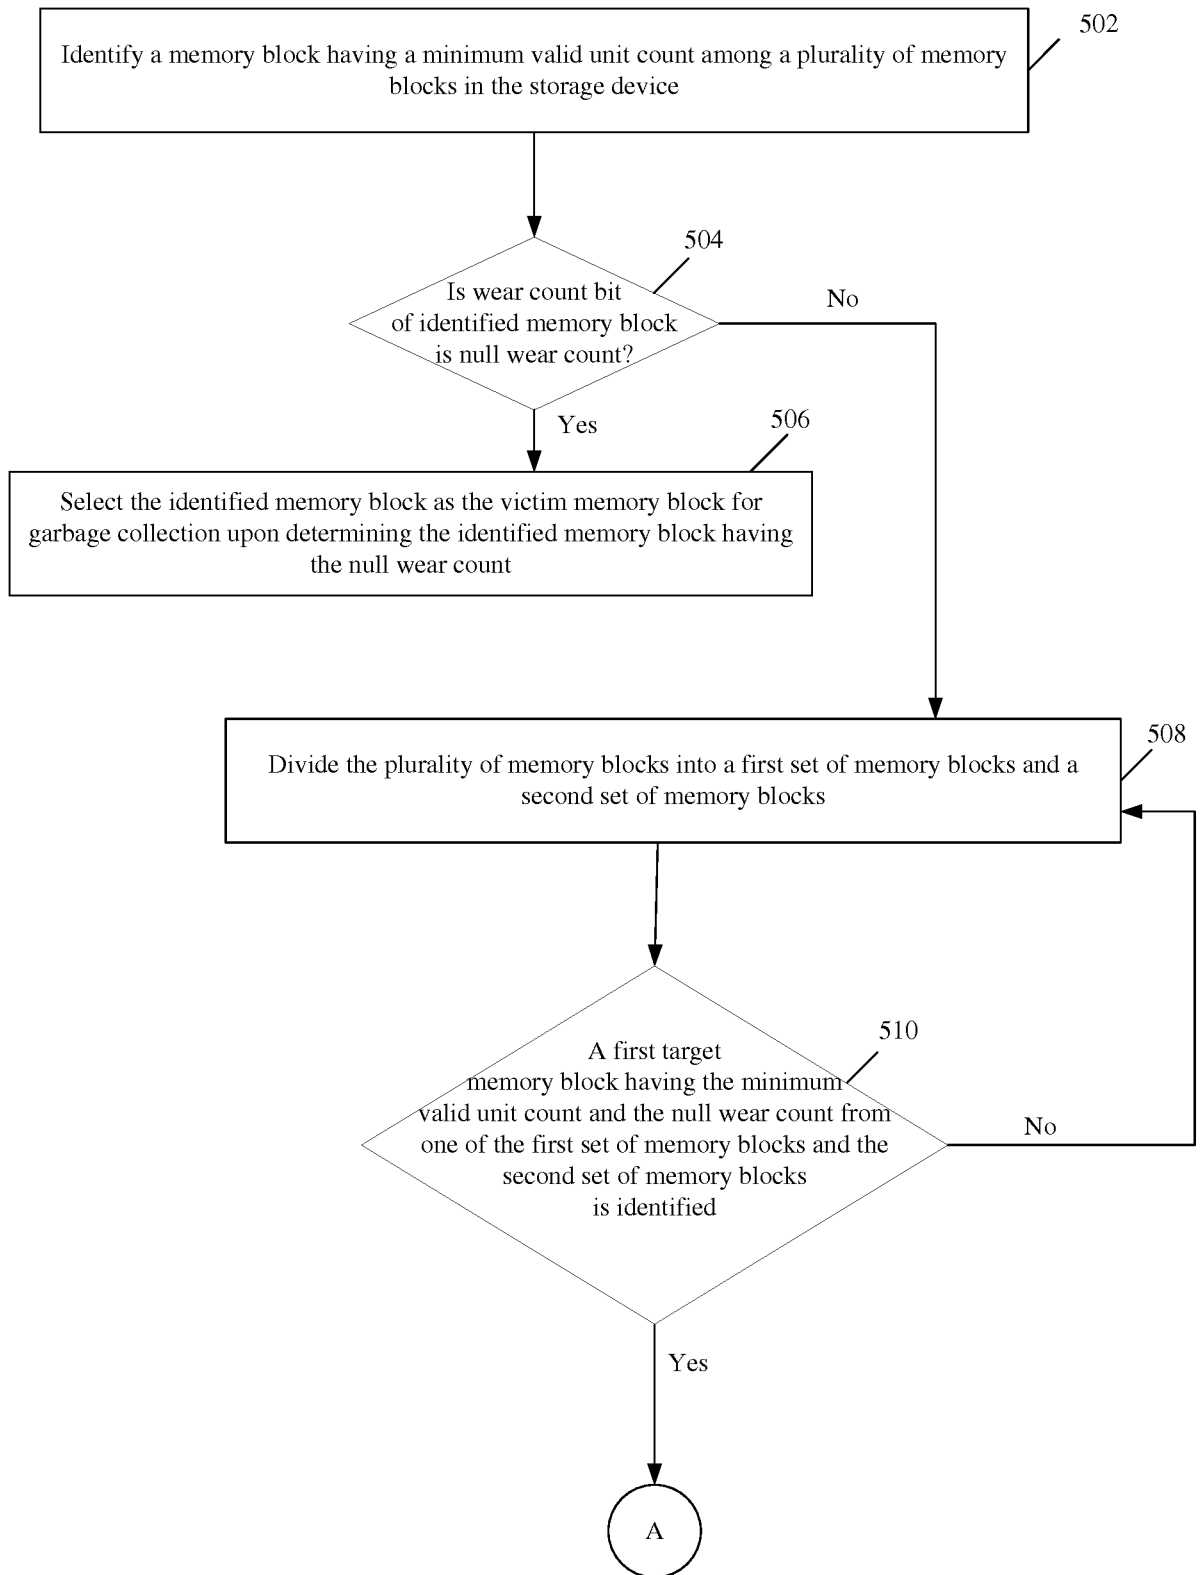 502
Identify a memory block having a minimum valid unit count among a plurality of memory
blocks in the storage device
504
Is wear count bit
of identified memory block
is null wear count?
No
Yes
506
Select the identified memory block as the victim memory block for
garbage collection upon determining the identified memory block having
the null wear count
508
Divide the plurality of memory blocks into a first set of memory blocks and a
second set of memory blocks
510
A first target
memory block having the minimum
valid unit count and the null wear count from
one of the first set of memory blocks and the
second set of memory blocks
is identified
No
Yes
A